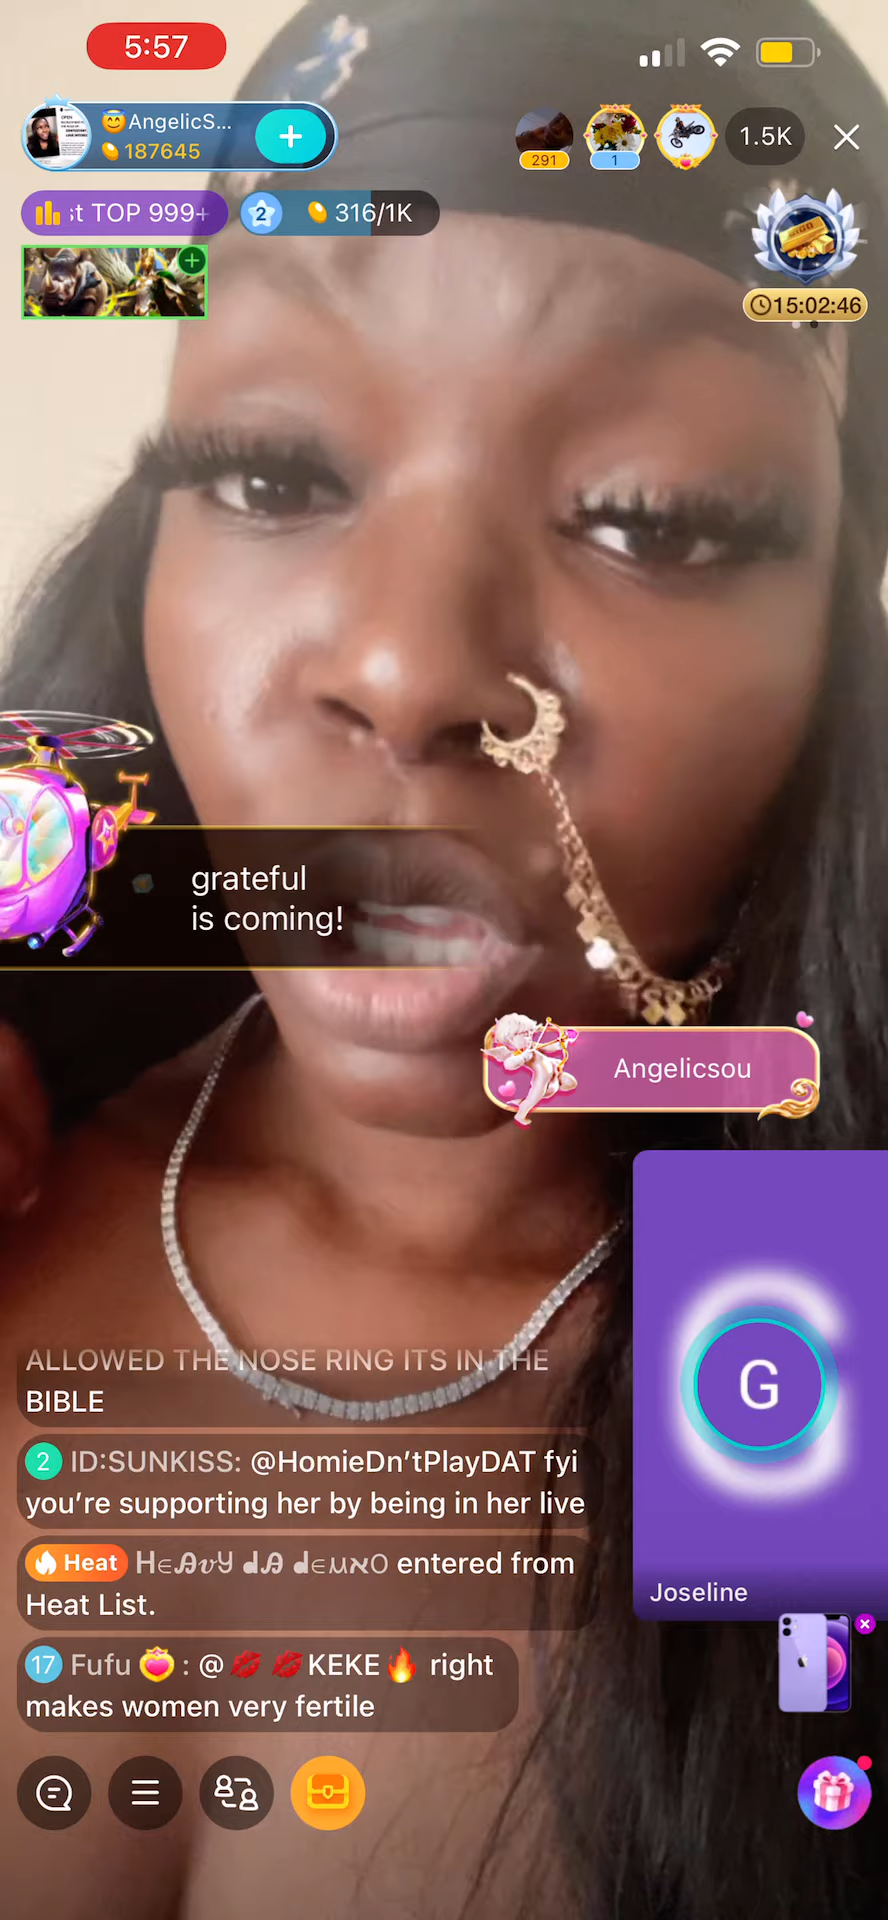 5:57
😇AngelicS...
187645
291
1
1.5K
st TOP 999+
2
316/1K
15:02:46
grateful
is coming!
Angelicsou
ALLOWED THE NOSE RING ITS IN THE
BIBLE
2 ID:SUNKISS: @HomieDn'tPlayDAT fyi
you're supporting her by being in her live
G
🔥 Heat
entered from
Heat List.
Joseline
17 Fufu 😍 : @💋 💋KEKE🔥 right
makes women very fertile